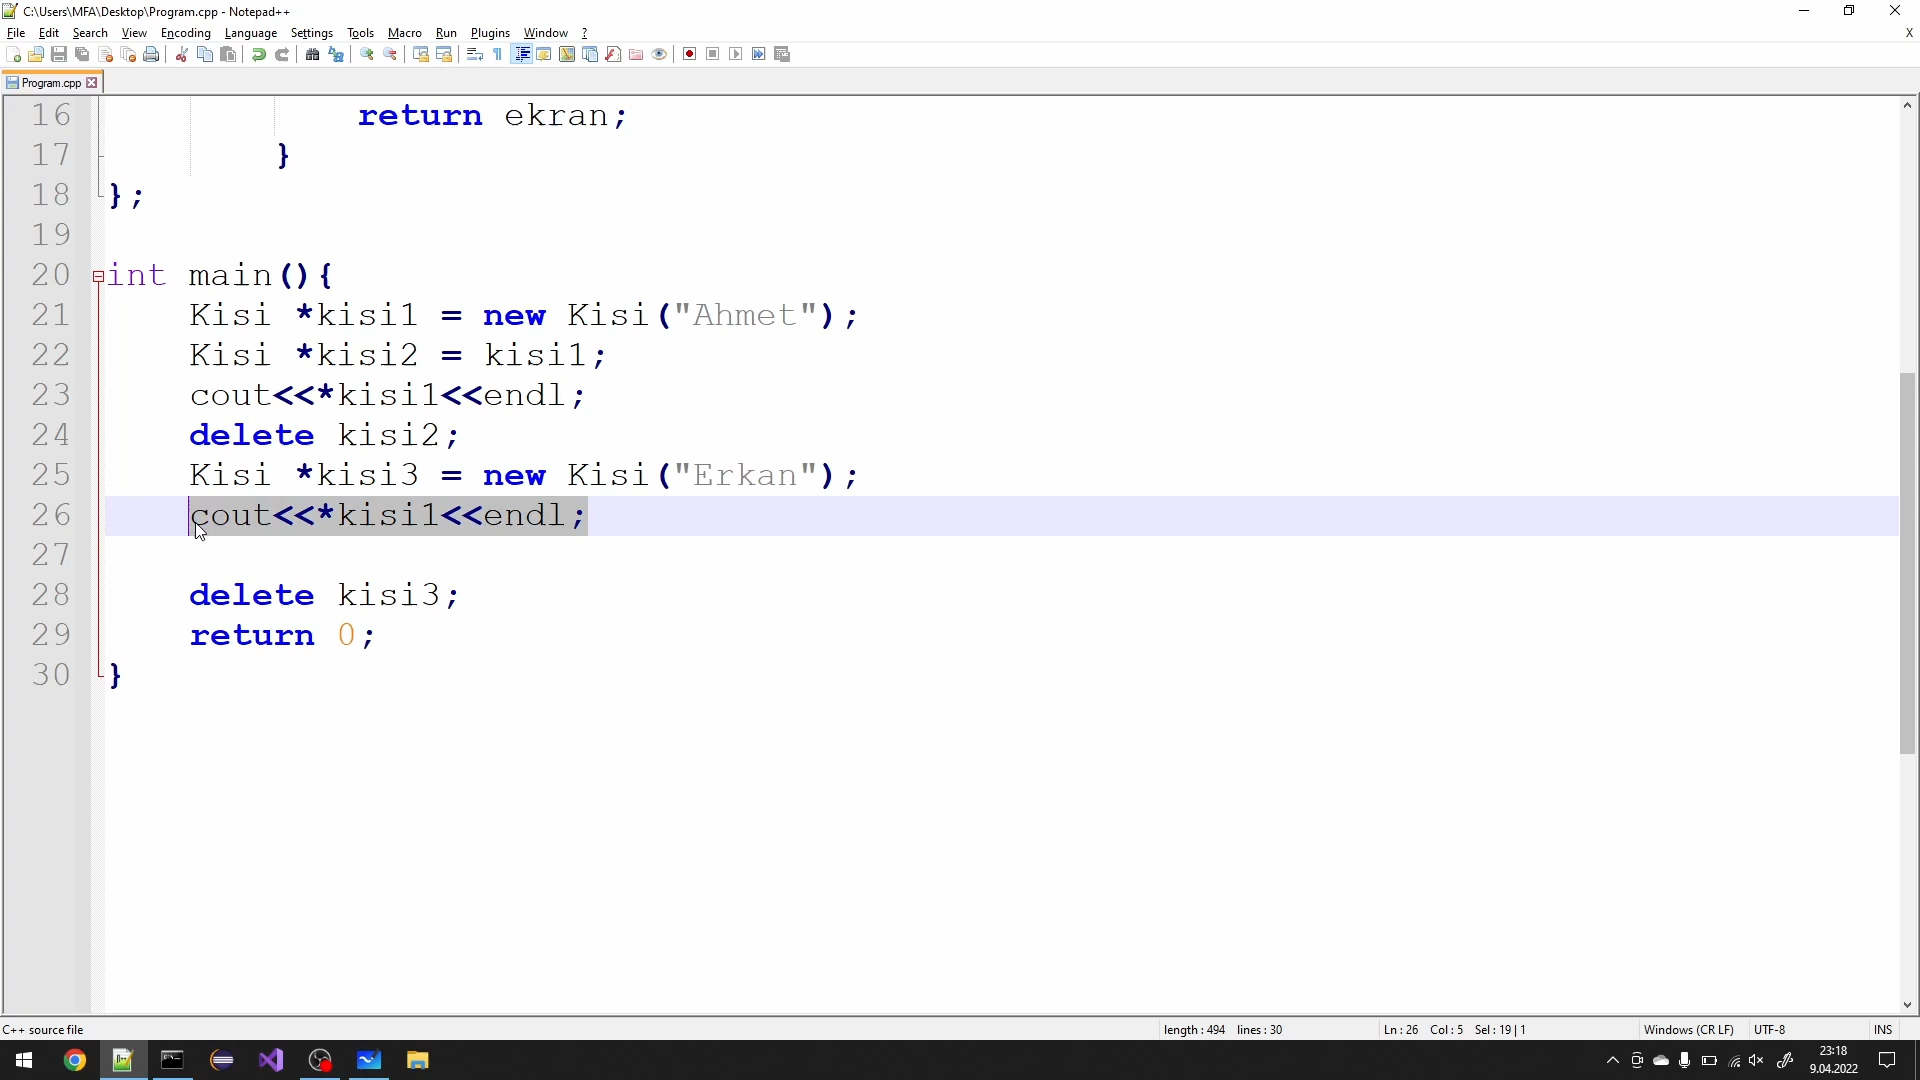 C:\Users\MFA\Desktop\Program.cpp - Notepad++
File Edit Search View Encoding Language Settings Tools Macro Run Plugins Window ? X
Program.cpp
16 return ekran;
17 }
18 };
19
20 int main(){
21 Kisi *kisi1 = new Kisi("Ahmet");
22 Kisi *kisi2 = kisi1;
23 cout<<*kisi1<<endl;
24 delete kisi2;
25 Kisi *kisi3 = new Kisi("Erkan");
26 cout<<*kisi1<<endl;
27
28 delete kisi3;
29 return 0;
30 }
C++ source file length : 494 lines : 30 Ln : 26 Col : 5 Sel : 19 | 1 Windows (CR LF) UTF-8 INS
23:18
9.04.2022